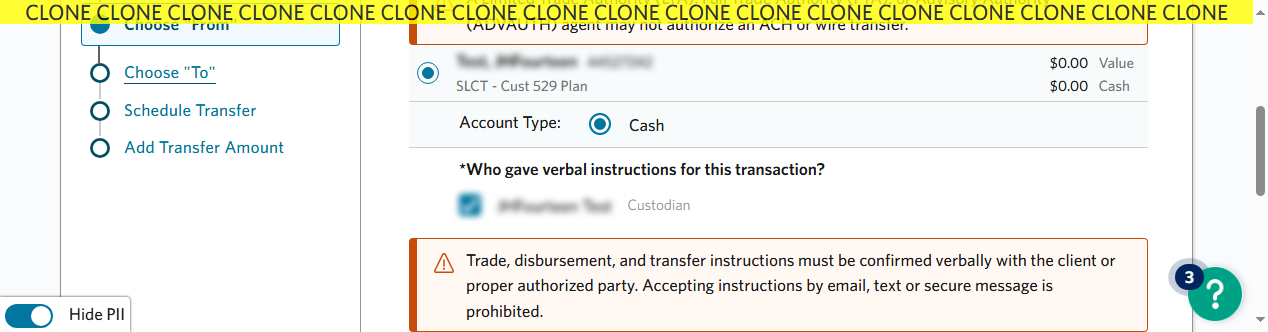 CLONE CLONE CLONE CLONE CLONE CLONE CLONE CLONE CLONE CLONE CLONE CLONE CLONE CLONE CLONE CLONE CLONE
Choose "From"
Choose "To"
Schedule Transfer
Add Transfer Amount
(ADVAUTH) agent may not authorize an ACH or wire transfer.
$0.00 Value
SLCT - Cust 529 Plan
$0.00 Cash
Account Type:
Cash
*Who gave verbal instructions for this transaction?
Custodian
Trade, disbursement, and transfer instructions must be confirmed verbally with the client or
proper authorized party. Accepting instructions by email, text or secure message is
prohibited.
3
?
Hide PII